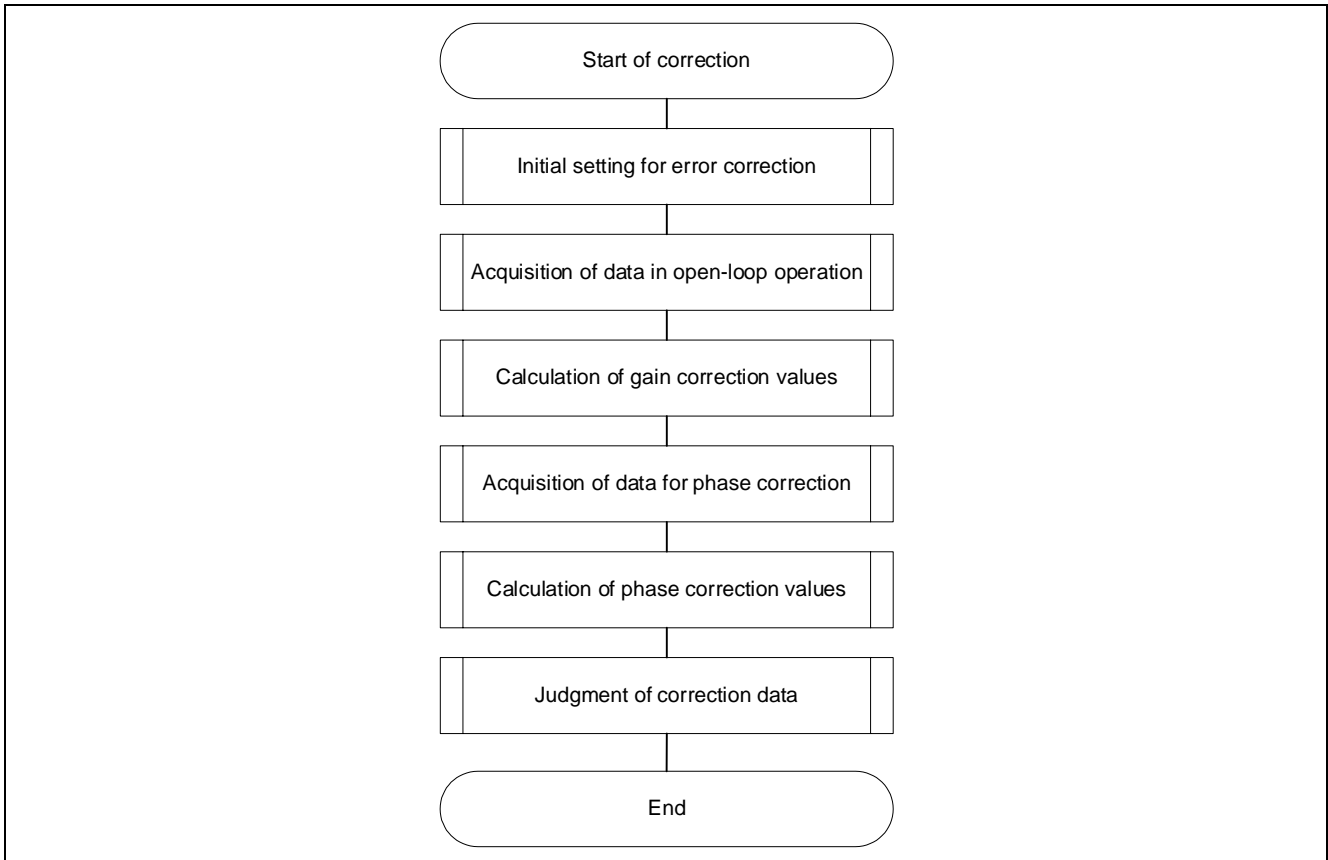 Start of correction
Initial setting for error correction
Acquisition of data in open-loop operation
Calculation of gain correction values
Acquisition of data for phase correction
Calculation of phase correction values
Judgment of correction data
End